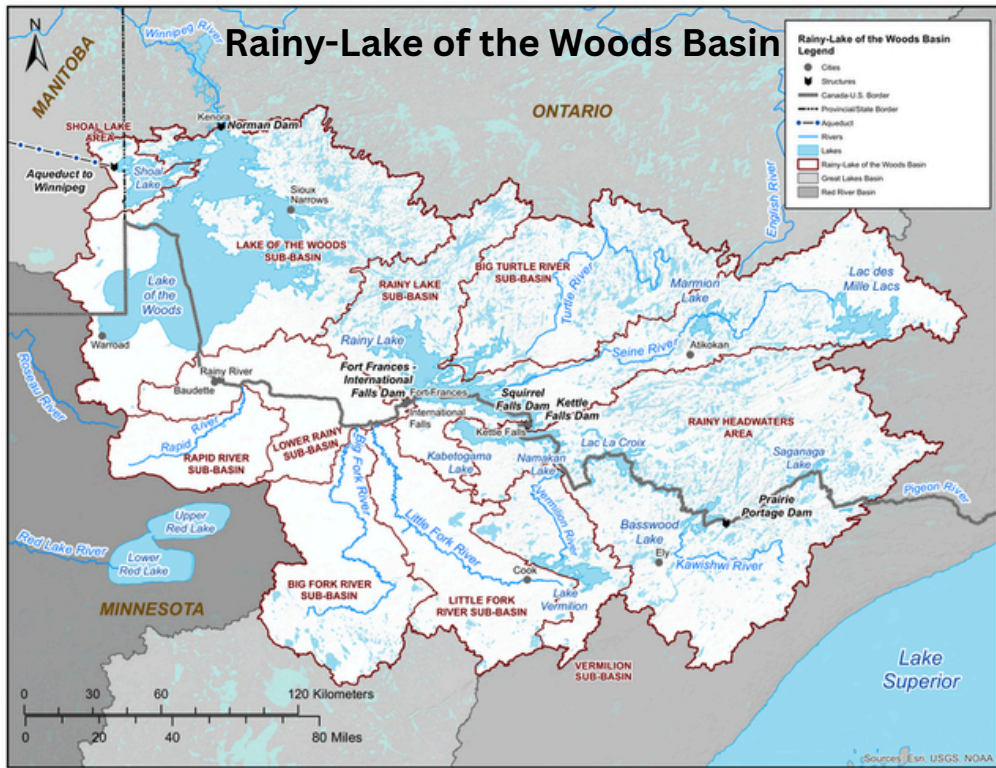 Rainy-Lake of the Woods Basin
N
MANITOBA
ONTARIO
MINNESOTA
Winnipeg River
Kenora
Norman Dam
SHOAL LAKE
AREA
Aqueduct to
Winnipeg
Shoal
Lake
Sioux
Narrows
LAKE OF THE WOODS
SUB-BASIN
Lake
of the
Woods
Warroad
Roseau River
Rainy River
Baudette
Rapid River
RAPID RIVER
SUB-BASIN
LOWER RAINY
SUB-BASIN
RAINY LAKE
SUB-BASIN
Rainy Lake
BIG TURTLE RIVER
SUB-BASIN
Turtle River
English River
Marmion
Lake
Lac des
Mille Lacs
Seine River
Atikokan
Fort Frances -
International
Falls Dam
Fort-Frances
International
Falls
Squirrel
Falls Dam
Kettle
Falls Dam
Kettle Falls
Kabetogama
Lake
Namakan
Lake
Lac La Croix
RAINY HEADWATERS
AREA
Saganaga
Lake
Pigeon River
Prairie
Portage Dam
Basswood
Lake
Ely
Kawishwi River
Vermilion River
Big Fork River
Little Fork River
Cook
Lake
Vermilion
BIG FORK RIVER
SUB-BASIN
LITTLE FORK
RIVER SUB-BASIN
VERMILION
SUB-BASIN
Upper
Red Lake
Lower
Red Lake
Red Lake River
Lake
Superior
Rainy-Lake of the Woods Basin
Legend
Cities
Structures
Canada-U.S. Border
Provincial/State Border
Aqueduct
Rivers
Lakes
Rainy-Lake of the Woods Basin
Great Lakes Basin
Red River Basin
0 30 60 120 Kilometers
0 20 40 80 Miles
Sources: Esri, USGS, NOAA